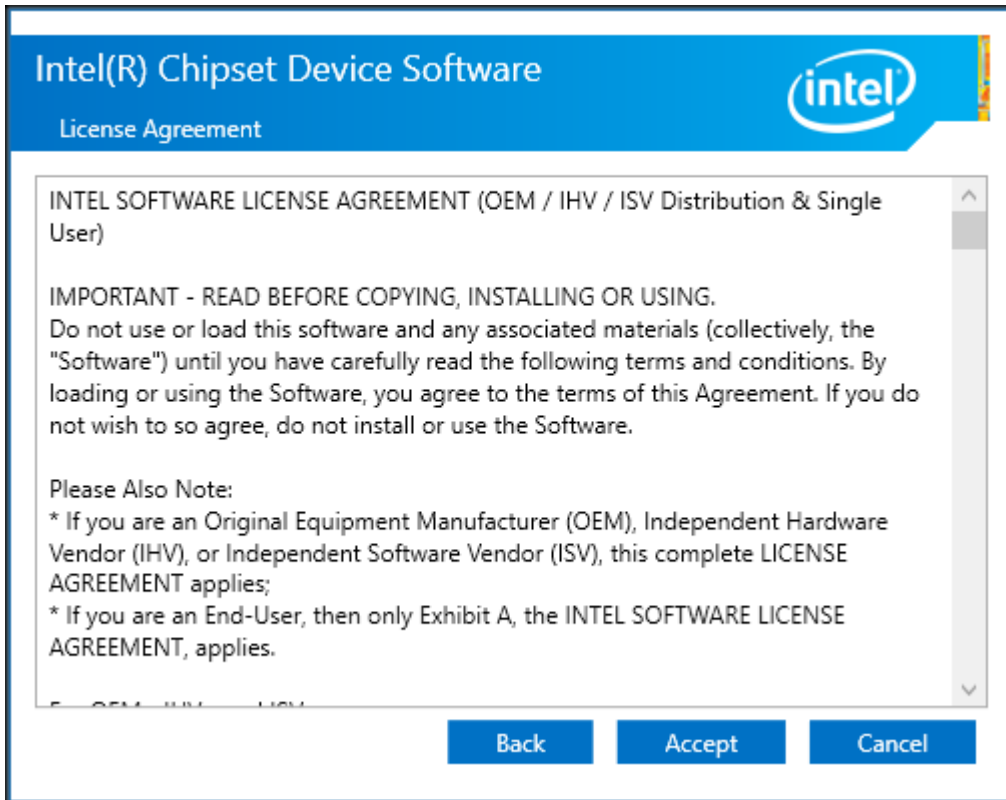 Intel(R) Chipset Device Software
intel
License Agreement
INTEL SOFTWARE LICENSE AGREEMENT (OEM / IHV / ISV Distribution & Single
User)
IMPORTANT - READ BEFORE COPYING, INSTALLING OR USING.
Do not use or load this software and any associated materials (collectively, the
"Software") until you have carefully read the following terms and conditions. By
loading or using the Software, you agree to the terms of this Agreement. If you do
not wish to so agree, do not install or use the Software.
Please Also Note:
* If you are an Original Equipment Manufacturer (OEM), Independent Hardware
Vendor (IHV), or Independent Software Vendor (ISV), this complete LICENSE
AGREEMENT applies;
* If you are an End-User, then only Exhibit A, the INTEL SOFTWARE LICENSE
AGREEMENT, applies.
Back Accept Cancel